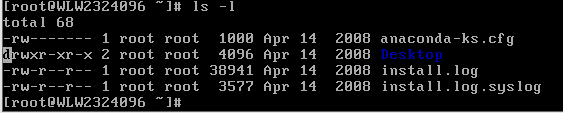 [root@WLW2324096 ~]# ls -l
total 68
-rw------- 1 root root  1000 Apr 14  2008 anaconda-ks.cfg
drwxr-xr-x 2 root root  4096 Apr 14  2008 Desktop
-rw-r--r-- 1 root root 38941 Apr 14  2008 install.log
-rw-r--r-- 1 root root  3577 Apr 14  2008 install.log.syslog
[root@WLW2324096 ~]#